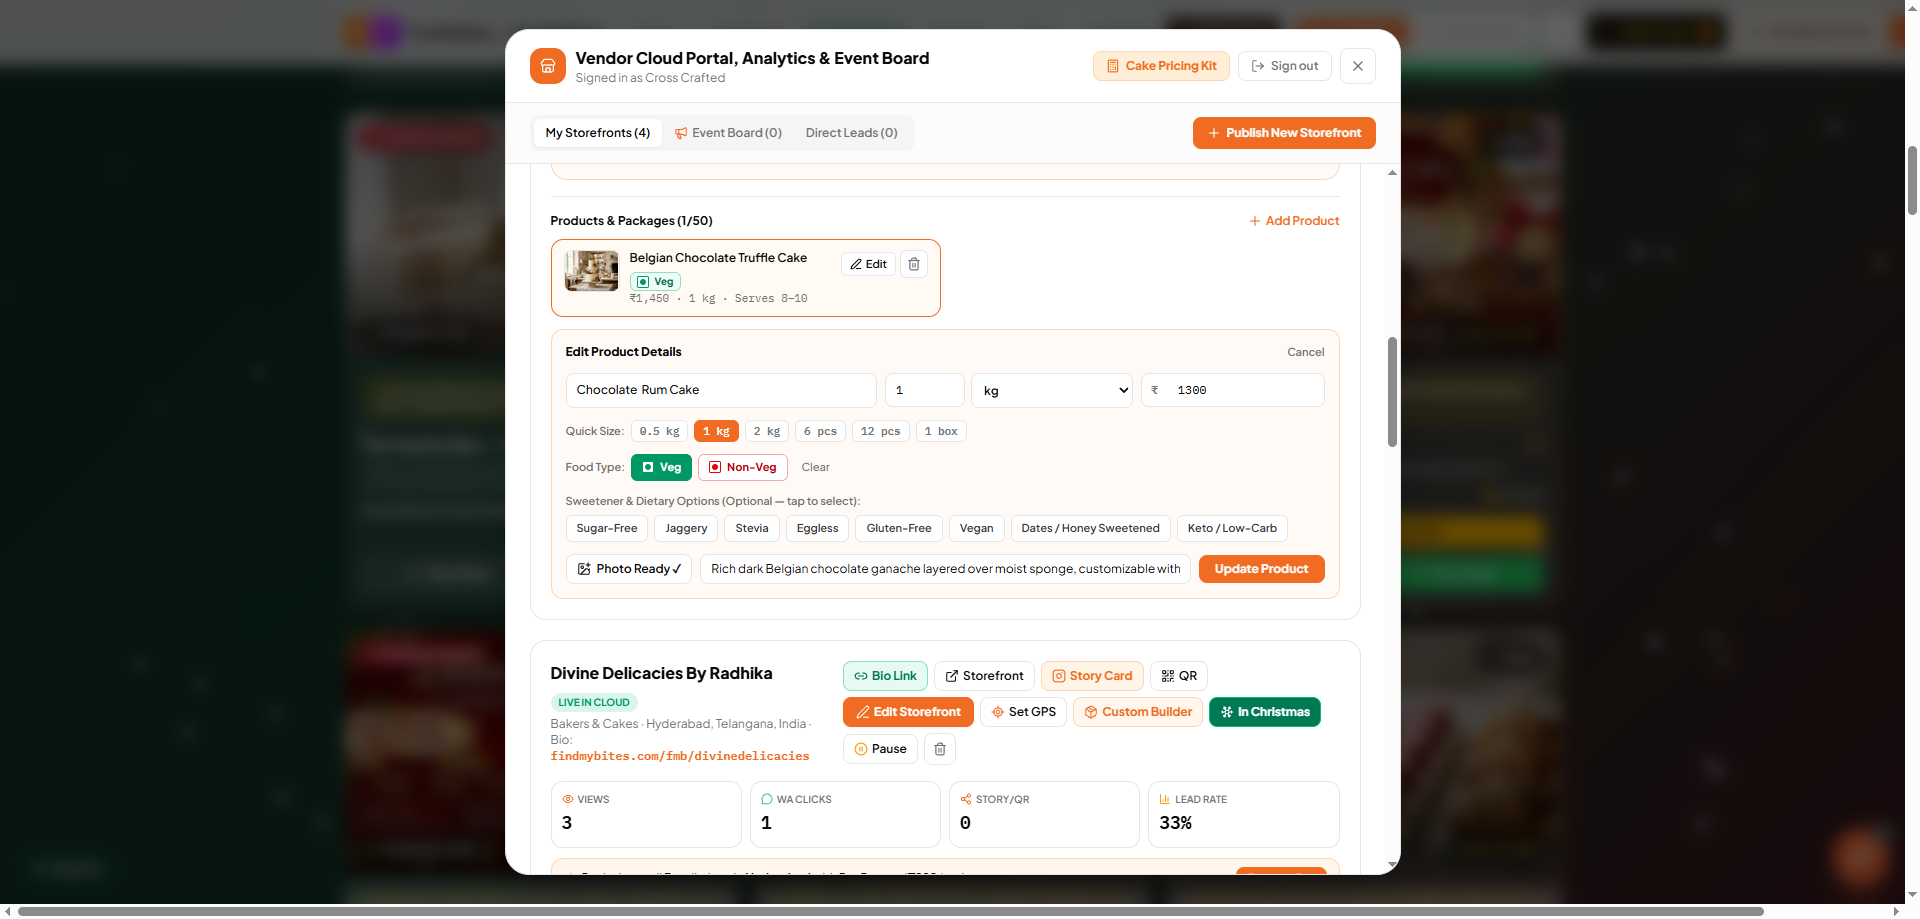 Vendor Cloud Portal, Analytics & Event Board
Signed in as Cross Crafted
Cake Pricing Kit
Sign out
My Storefronts (4)
Event Board (0)
Direct Leads (0)
+ Publish New Storefront
Products & Packages (1/50)
+ Add Product
Belgian Chocolate Truffle Cake
Edit
Veg
₹1,450 · 1 kg · Serves 8–10
Edit Product Details
Cancel
Chocolate Rum Cake
1
kg
₹ 1300
Quick Size: 0.5 kg 1 kg 2 kg 6 pcs 12 pcs 1 box
Food Type: Veg Non-Veg Clear
Sweetener & Dietary Options (Optional — tap to select):
Sugar-Free Jaggery Stevia Eggless Gluten-Free Vegan Dates / Honey Sweetened Keto / Low-Carb
Photo Ready ✓
Rich dark Belgian chocolate ganache layered over moist sponge, customizable with
Update Product
Divine Delicacies By Radhika
LIVE IN CLOUD
Bakers & Cakes · Hyderabad, Telangana, India ·
Bio:
findmybites.com/fmb/divinedelicacies
Bio Link Storefront Story Card QR
Edit Storefront Set GPS Custom Builder In Christmas
Pause
VIEWS
3
WA CLICKS
1
STORY/QR
0
LEAD RATE
33%